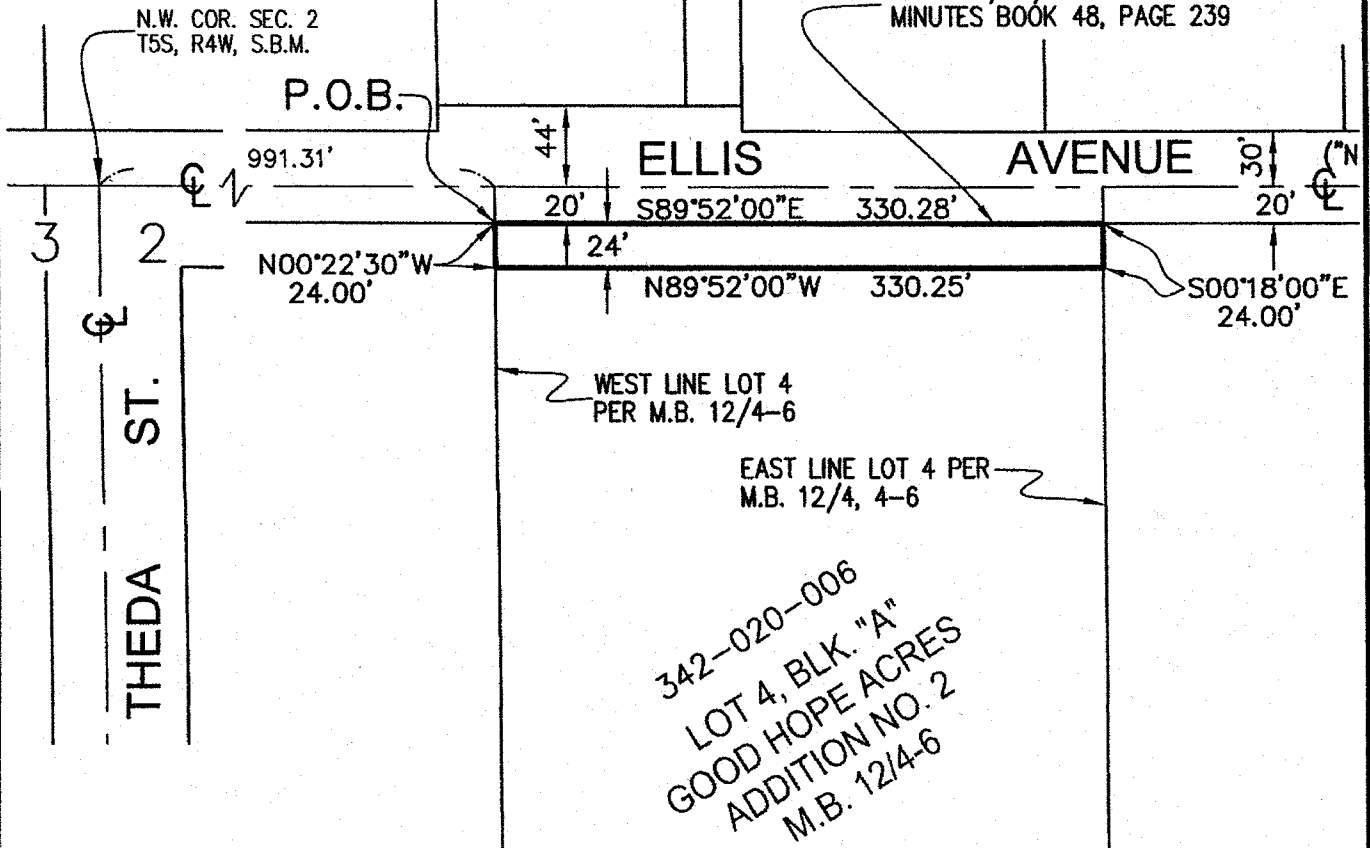 N.W. COR. SEC. 2
T5S, R4W, S.B.M.
MINUTES BOOK 48, PAGE 239
P.O.B.
991.31'
44'
ELLIS AVENUE
30'
("N
℄
℄
20'
S89°52'00"E 330.28'
20'
3
2
24'
N00°22'30"W
24.00'
N89°52'00"W 330.25'
S00°18'00"E
24.00'
℄
WEST LINE LOT 4
PER M.B. 12/4-6
EAST LINE LOT 4 PER
M.B. 12/4, 4-6
THEDA ST.
342-020-006
LOT 4, BLK. "A"
GOOD HOPE ACRES
ADDITION NO. 2
M.B. 12/4-6